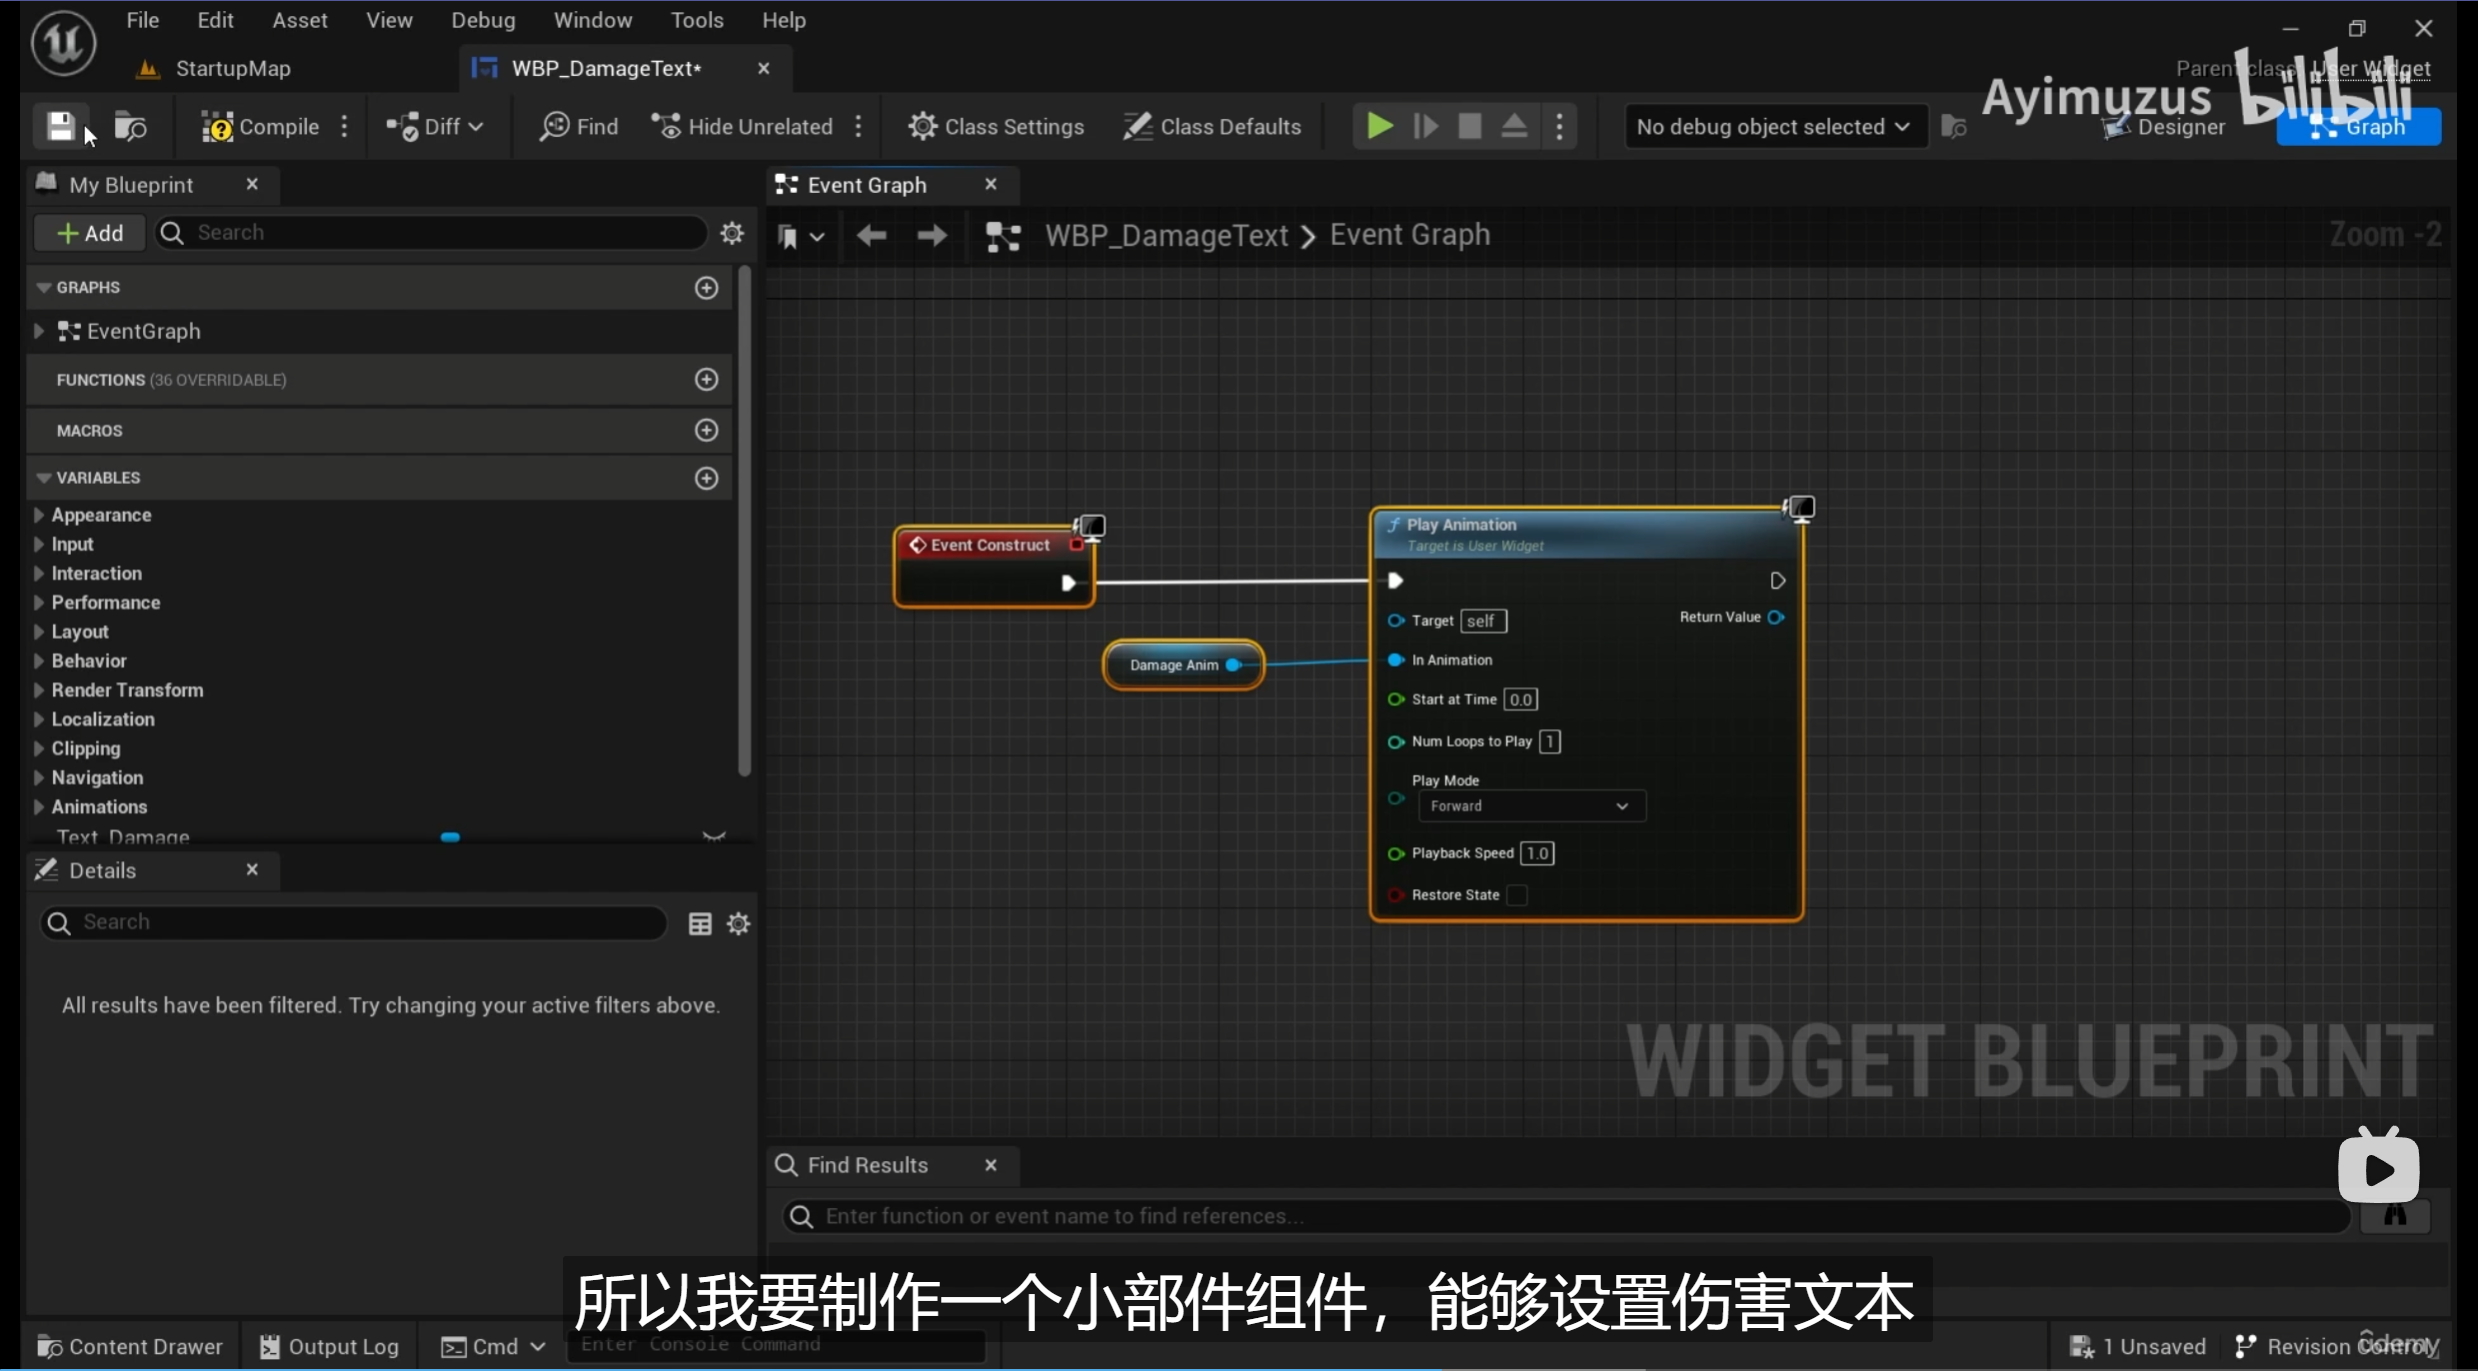 File Edit Asset View Debug Window Tools Help
StartupMap
WBP_DamageText*
Parent class: User Widget
Ayimuzus
bilibili
Compile
Diff
Find
Hide Unrelated
Class Settings
Class Defaults
No debug object selected
Designer
Graph
My Blueprint
Add
Search
GRAPHS
EventGraph
FUNCTIONS (36 OVERRIDABLE)
MACROS
VARIABLES
Appearance
Input
Interaction
Performance
Layout
Behavior
Render Transform
Localization
Clipping
Navigation
Animations
Text_Damage
Details
Search
All results have been filtered. Try changing your active filters above.
Event Graph
WBP_DamageText > Event Graph
Zoom -2
Event Construct
Damage Anim
Play Animation
Target is User Widget
Target self
Return Value
In Animation
Start at Time 0.0
Num Loops to Play 1
Play Mode
Forward
Playback Speed 1.0
Restore State
WIDGET BLUEPRINT
Find Results
Enter function or event name to find references...
所以我要制作一个小部件组件，能够设置伤害文本
Content Drawer
Output Log
Cmd
Enter Console Command
1 Unsaved
Revision Control
udemy